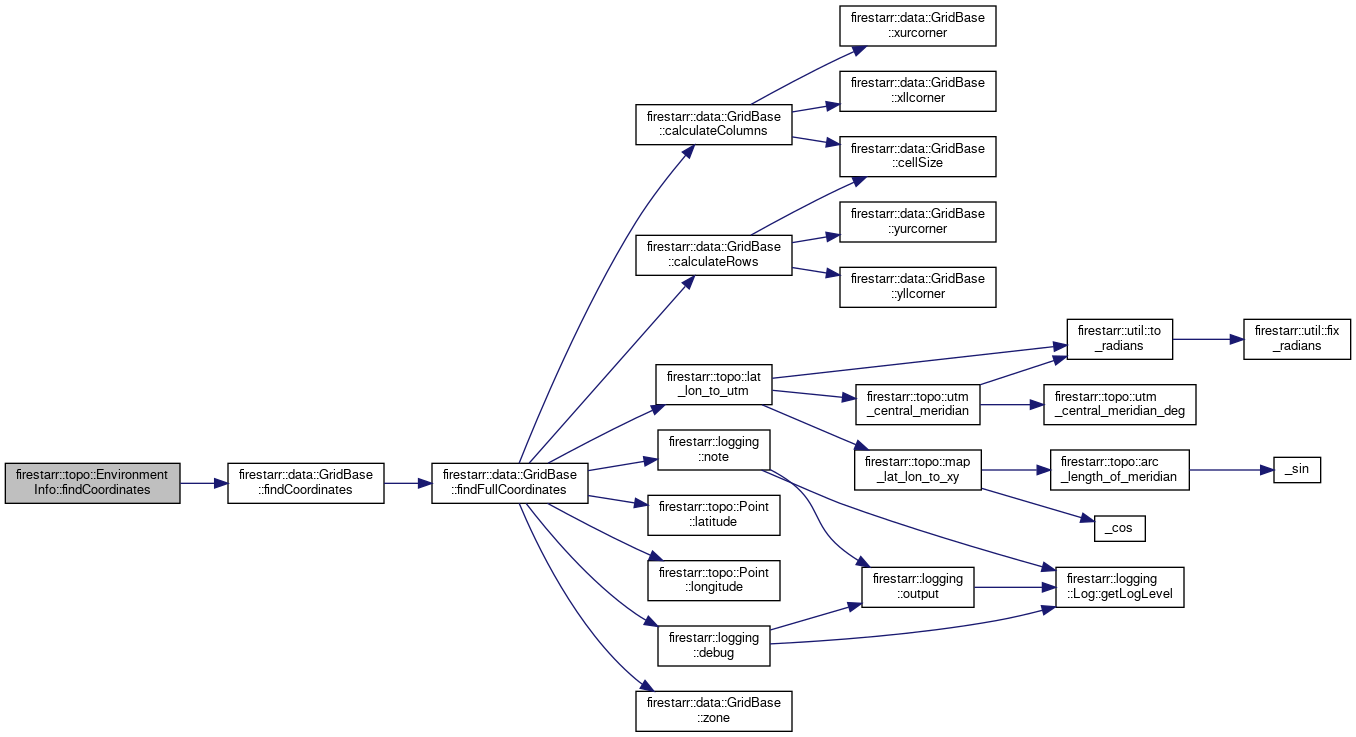 firestarr::topo::Environment
Info::findCoordinates
firestarr::data::GridBase
::findCoordinates
firestarr::data::GridBase
::findFullCoordinates
firestarr::data::GridBase
::calculateColumns
firestarr::data::GridBase
::calculateRows
firestarr::topo::lat
_lon_to_utm
firestarr::logging
::note
firestarr::topo::Point
::latitude
firestarr::topo::Point
::longitude
firestarr::logging
::debug
firestarr::data::GridBase
::zone
firestarr::data::GridBase
::xurcorner
firestarr::data::GridBase
::xllcorner
firestarr::data::GridBase
::cellSize
firestarr::data::GridBase
::yurcorner
firestarr::data::GridBase
::yllcorner
firestarr::topo::utm
_central_meridian
firestarr::topo::map
_lat_lon_to_xy
firestarr::logging
::output
firestarr::util::to
_radians
firestarr::topo::utm
_central_meridian_deg
firestarr::topo::arc
_length_of_meridian
_cos
firestarr::logging
::Log::getLogLevel
firestarr::util::fix
_radians
_sin